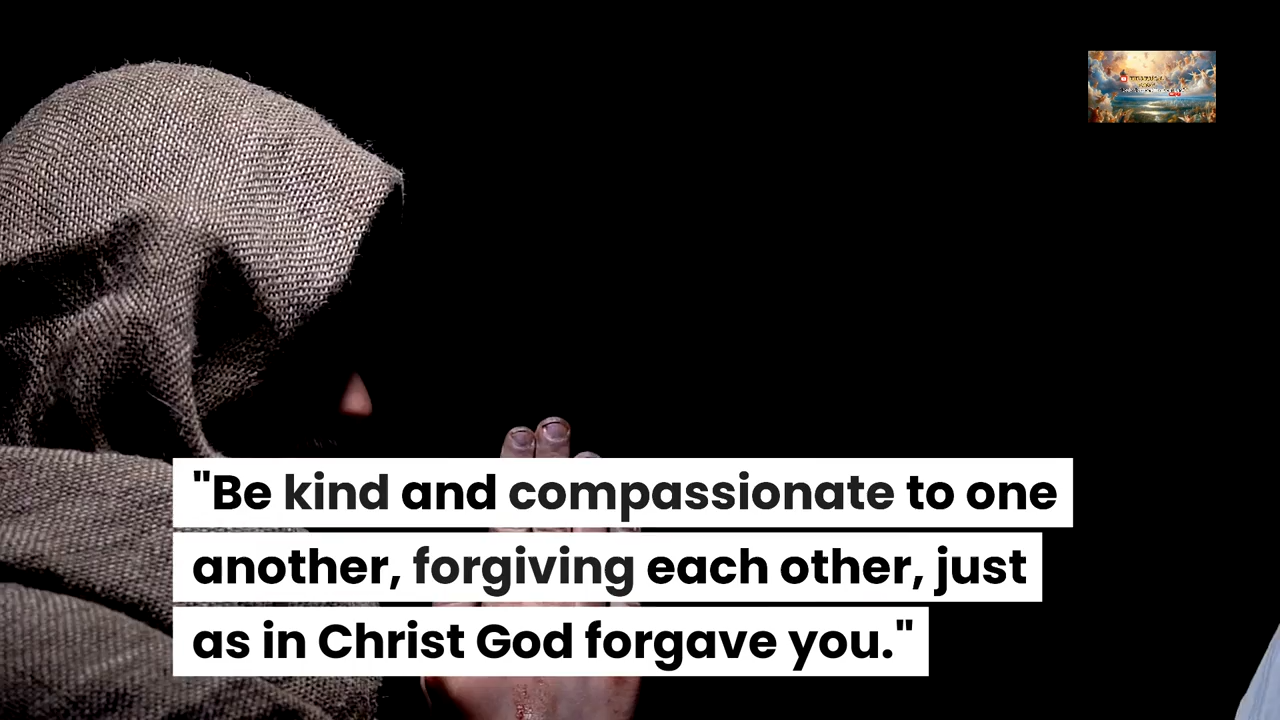 "Be kind and compassionate to one
another, forgiving each other, just
as in Christ God forgave you."